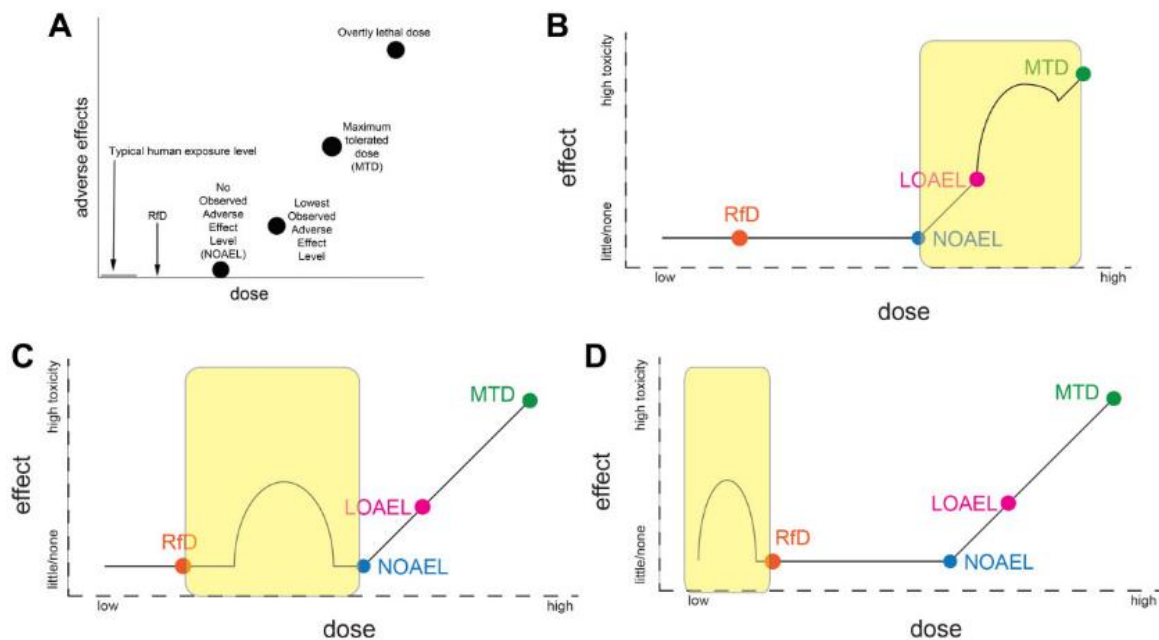 A
Overtly lethal dose
adverse effects
Maximum
tolerated
dose
(MTD)
Typical human exposure level
No
Observed
Adverse
Effect
Level
(NOAEL)
RfD
Lowest
Observed
Adverse
Effect
Level
dose
B
high toxicity
effect
little/none
MTD
LOAEL
RfD
NOAEL
low
high
dose
C
high toxicity
effect
little/none
MTD
LOAEL
RfD
NOAEL
low
high
dose
D
high toxicity
effect
little/none
MTD
LOAEL
RfD
NOAEL
low
high
dose